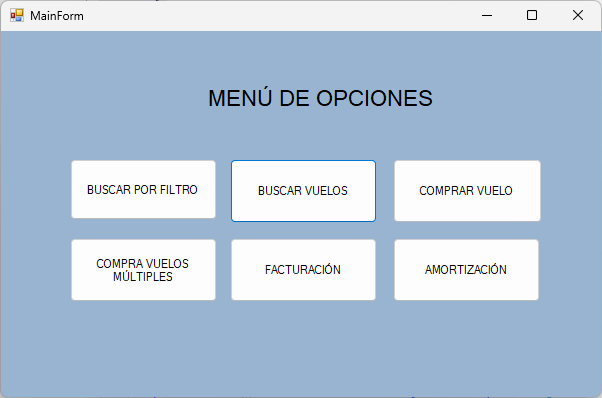 MainForm
MENÚ DE OPCIONES
BUSCAR POR FILTRO
BUSCAR VUELOS
COMPRAR VUELO
COMPRA VUELOS
MÚLTIPLES
FACTURACIÓN
AMORTIZACIÓN